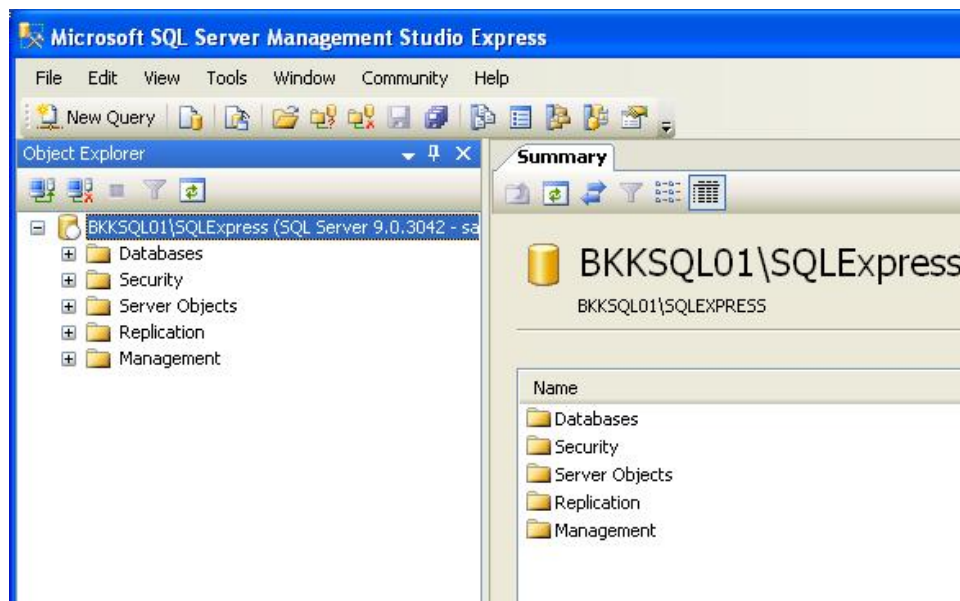 Microsoft SQL Server Management Studio Express
File Edit View Tools Window Community Help
New Query
Object Explorer
BKKSQL01\SQLExpress (SQL Server 9.0.3042 - sa
Databases
Security
Server Objects
Replication
Management
Summary
BKKSQL01\SQLExpress
BKKSQL01\SQLEXPRESS
Name
Databases
Security
Server Objects
Replication
Management